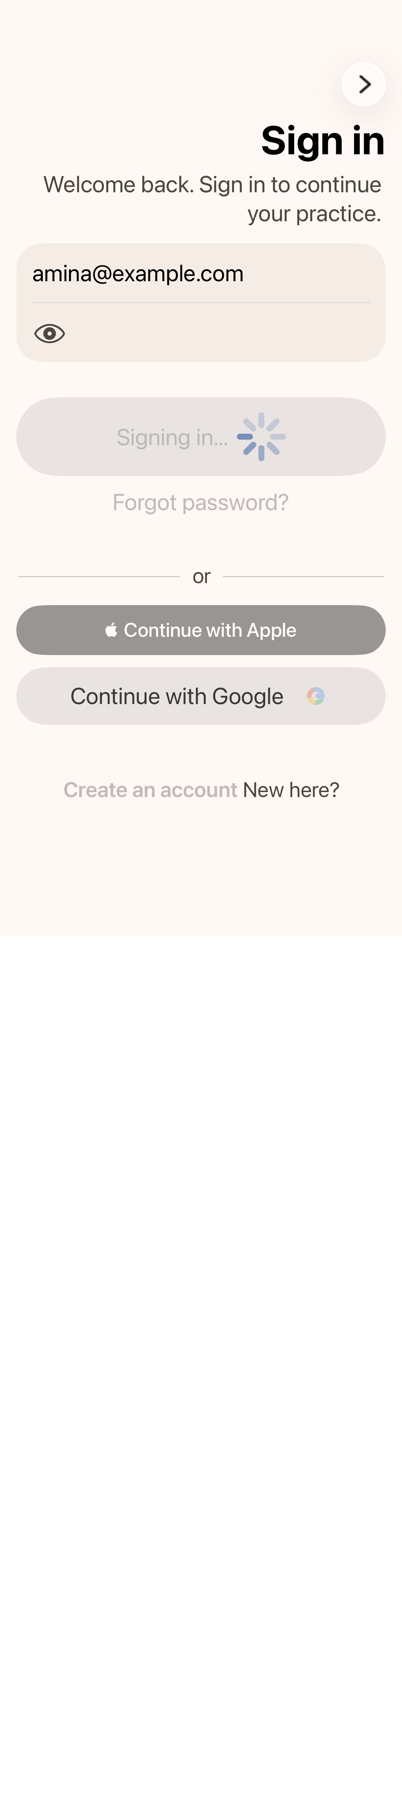 Sign in
Welcome back. Sign in to continue
your practice.
amina@example.com
Signing in...
Forgot password?
or
Continue with Apple
Continue with Google
Create an account New here?